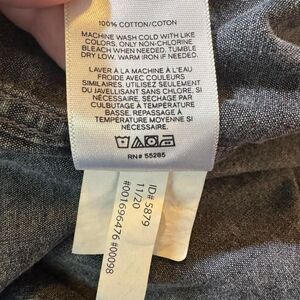 100% COTTON/COTON
MACHINE WASH COLD WITH LIKE
COLORS. ONLY NON-CHLORINE
BLEACH WHEN NEEDED. TUMBLE
DRY LOW. WARM IRON IF NEEDED.
LAVER À LA MACHINE À L'EAU
FROIDE AVEC COULEURS
SIMILAIRES. UTILISEZ SEULEMENT
DU JAVELLISANT SANS CHLORE, SI
NÉCESSAIRE. SÉCHAGE PAR
CULBUTAGE À TEMPÉRATURE
BASSE. REPASSAGE À
TEMPÉRATURE MOYENNE SI
NÉCESSAIRE.
RN# 55285
ID# 5879
11/20
#001696476 #00098